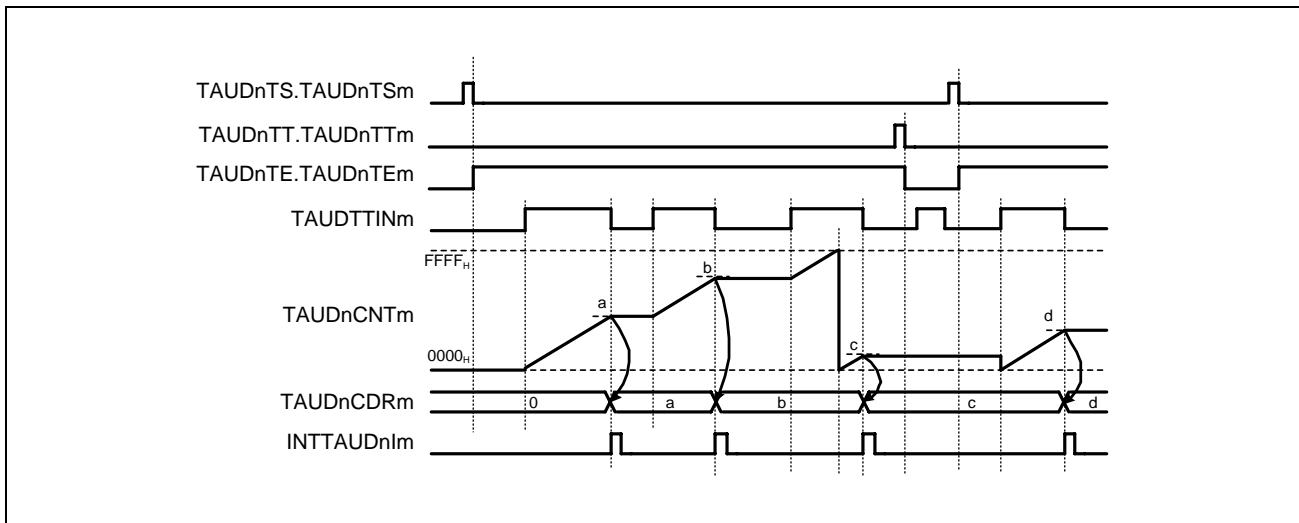 TAUDnTS.TAUDnTSm
TAUDnTT.TAUDnTTm
TAUDnTE.TAUDnTEm
TAUDTTINm
FFFFH
TAUDnCNTm
0000H
a
b
c
d
TAUDnCDRm
0
a
b
c
d
INTTAUDnIm